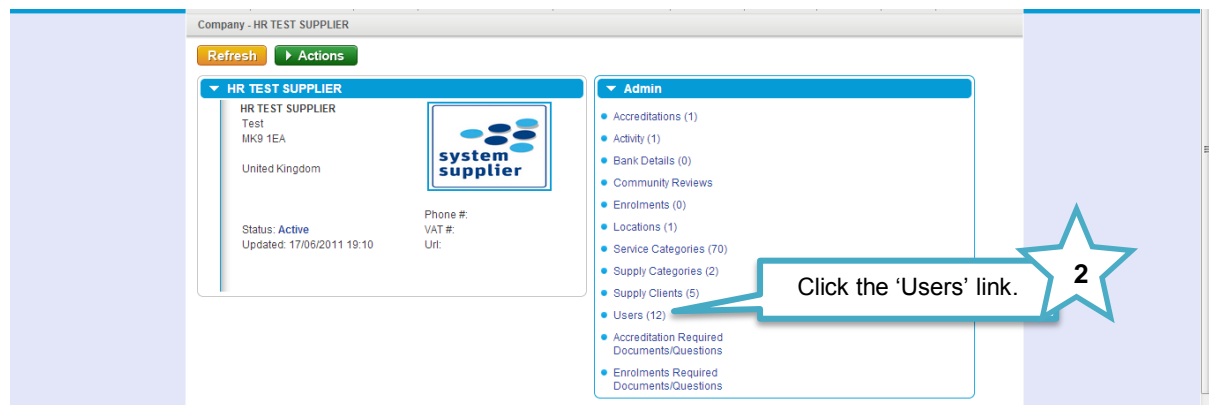 Company - HR TEST SUPPLIER
Refresh
Actions
HR TEST SUPPLIER
HR TEST SUPPLIER
Test
MK9 1EA
United Kingdom
system
supplier
Phone #:
Status: Active
VAT #:
Updated: 17/06/2011 19:10
Url:
Admin
Accreditations (1)
Activity (1)
Bank Details (0)
Community Reviews
Enrolments (0)
Locations (1)
Service Categories (70)
Supply Categories (2)
Supply Clients (5)
Users (12)
Accreditation Required
Documents/Questions
Enrolments Required
Documents/Questions
Click the ‘Users’ link.
2